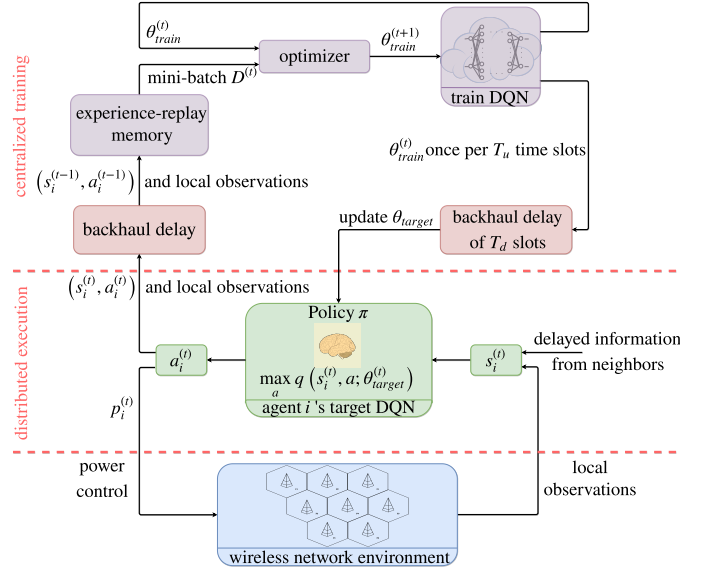 θ_train^(t)
optimizer
θ_train^(t+1)
train DQN
mini-batch D^(t)
experience-replay
memory
centralized training
θ_train^(t) once per T_u time slots
(s_i^(t−1), a_i^(t−1)) and local observations
backhaul delay
update θ_target
backhaul delay
of T_d slots
(s_i^(t), a_i^(t)) and local observations
distributed execution
Policy π
max_a q (s_i^(t), a; θ_target^(t))
agent i 's target DQN
a_i^(t)
s_i^(t)
delayed information
from neighbors
p_i^(t)
power
control
local
observations
wireless network environment